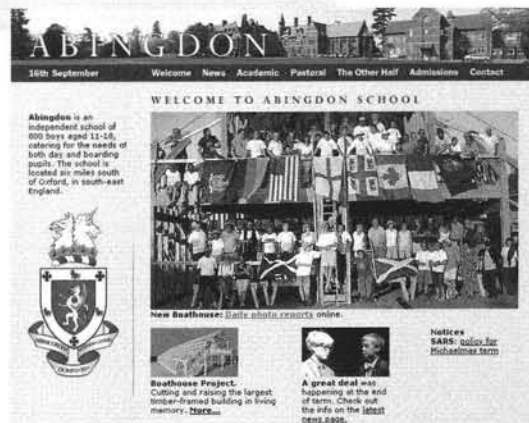 ABINGDON
16th September
Welcome News Academic Pastoral The Other Half Admissions Contact
WELCOME TO ABINGDON SCHOOL
Abingdon is an
independent school of
800 boys aged 11-18,
catering for the needs of
both day and boarding
pupils. The school is
located six miles south
of Oxford, in south-east
England.
New Boathouse: Daily photo reports online.
Boathouse Project.
Cutting and raising the largest
timber-framed building in living
memory. More...
A great deal was
happening at the end
of term. Check out
the info on the latest
news page.
Notices
SARS: policy for
Michaelmas term